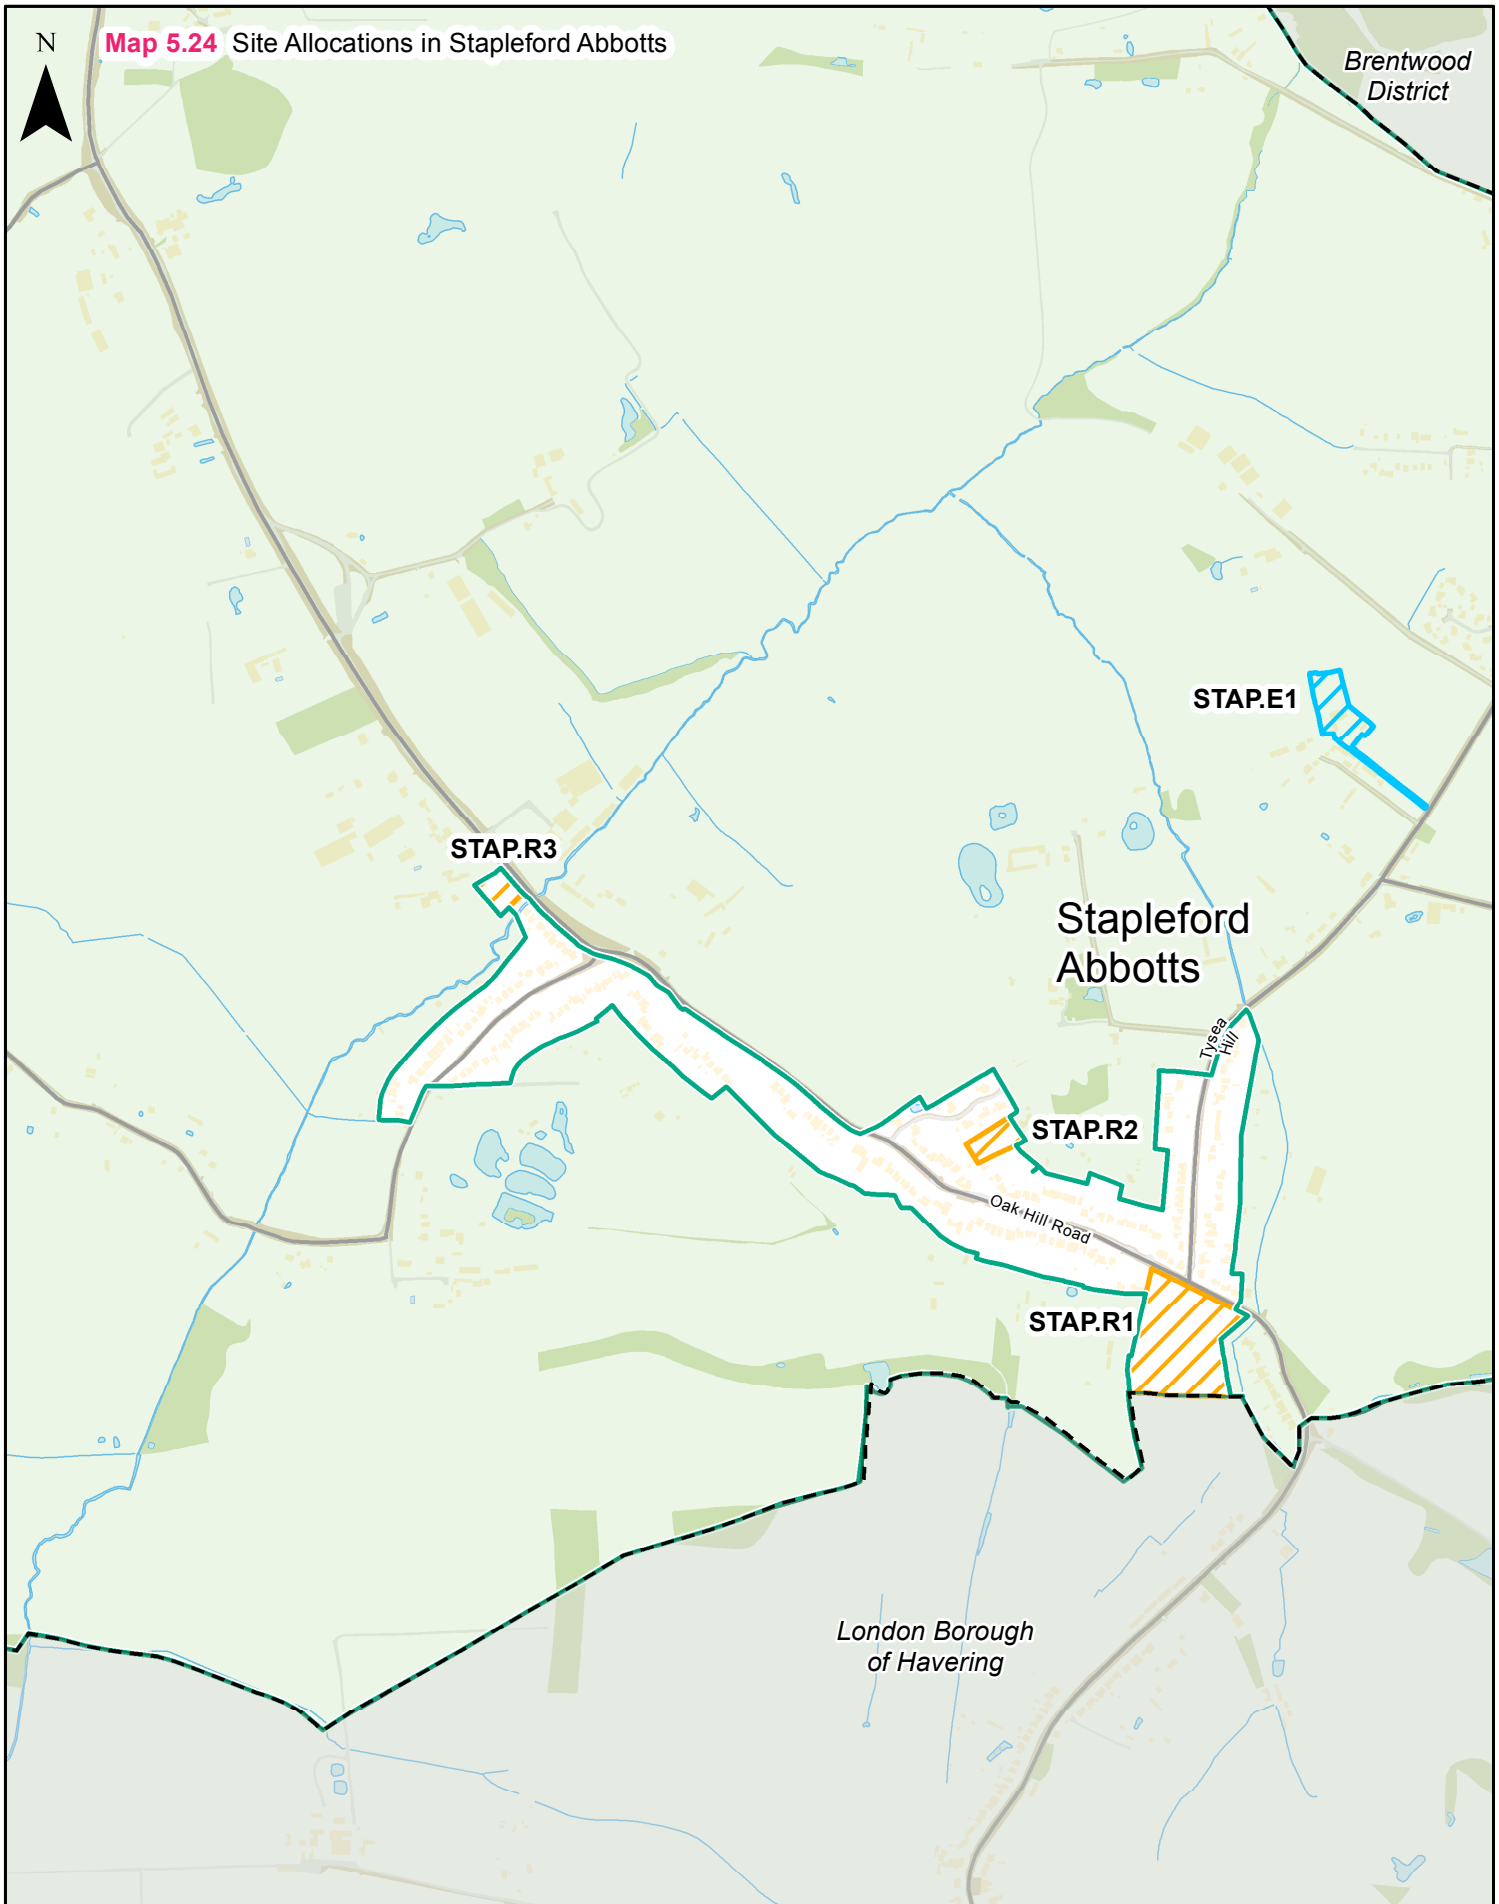 N
Map 5.24 Site Allocations in Stapleford Abbotts
Brentwood
District
STAP.E1
STAP.R3
Stapleford
Abbotts
Tysea
Hill
STAP.R2
Oak Hill Road
STAP.R1
London Borough
of Havering